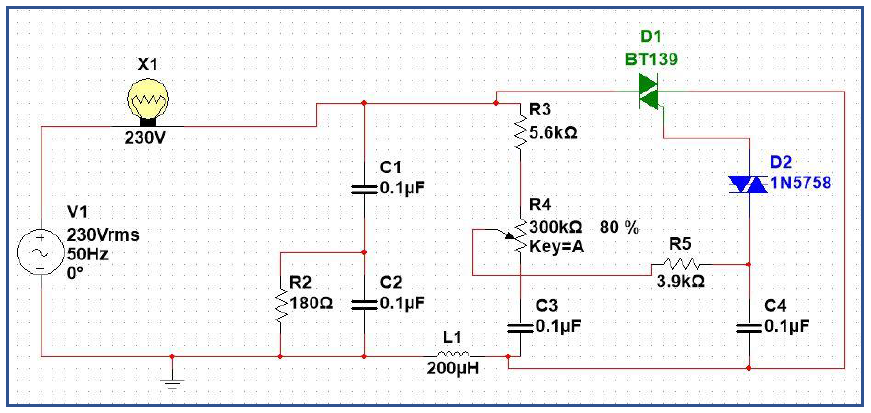 D1
BT139
X1
230V
R3
5.6kΩ
D2
1N5758
C1
0.1µF
V1
230Vrms
50Hz
0°
R4
300kΩ 80 %
Key=A
R5
3.9kΩ
R2
180Ω
C2
0.1µF
C3
0.1µF
C4
0.1µF
L1
200µH